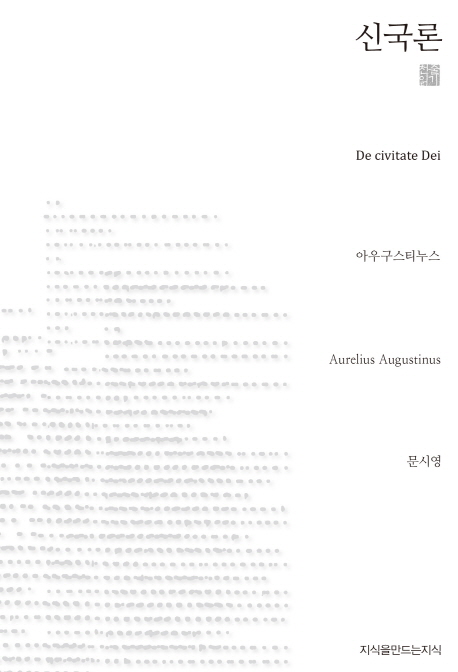 신국론
De civitate Dei
아우구스티누스
Aurelius Augustinus
문시영
지식을만드는지식